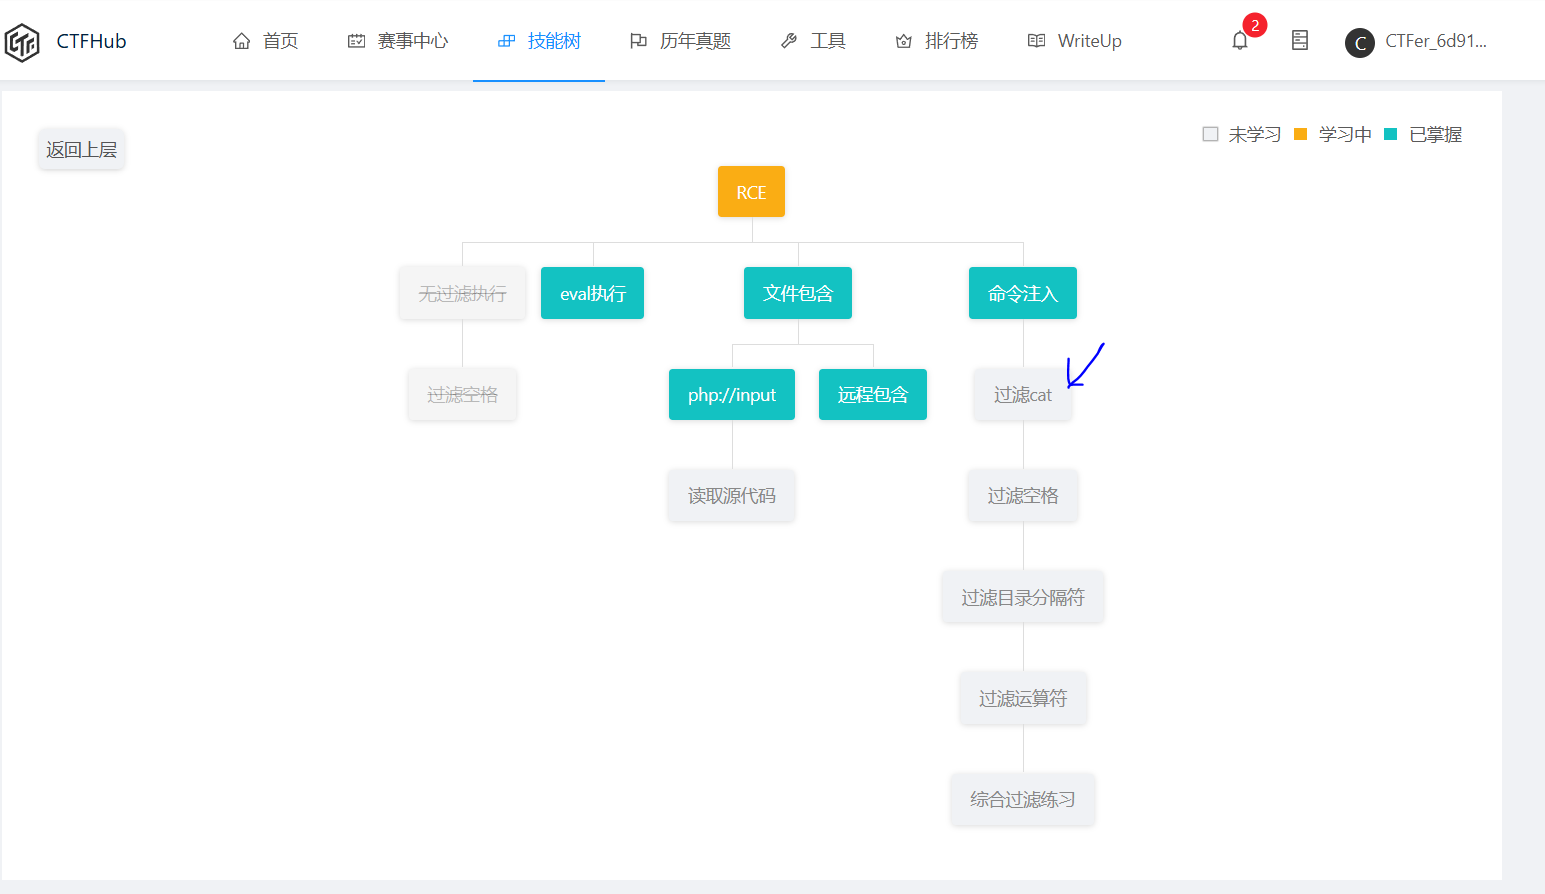 CTFHub 首页 赛事中心 技能树 历年真题 工具 排行榜 WriteUp 2 C CTFer_6d91...
返回上层 未学习 学习中 已掌握
RCE
无过滤执行 eval执行 文件包含 命令注入
过滤空格 php://input 远程包含 过滤cat
读取源代码 过滤空格
过滤目录分隔符
过滤运算符
综合过滤练习